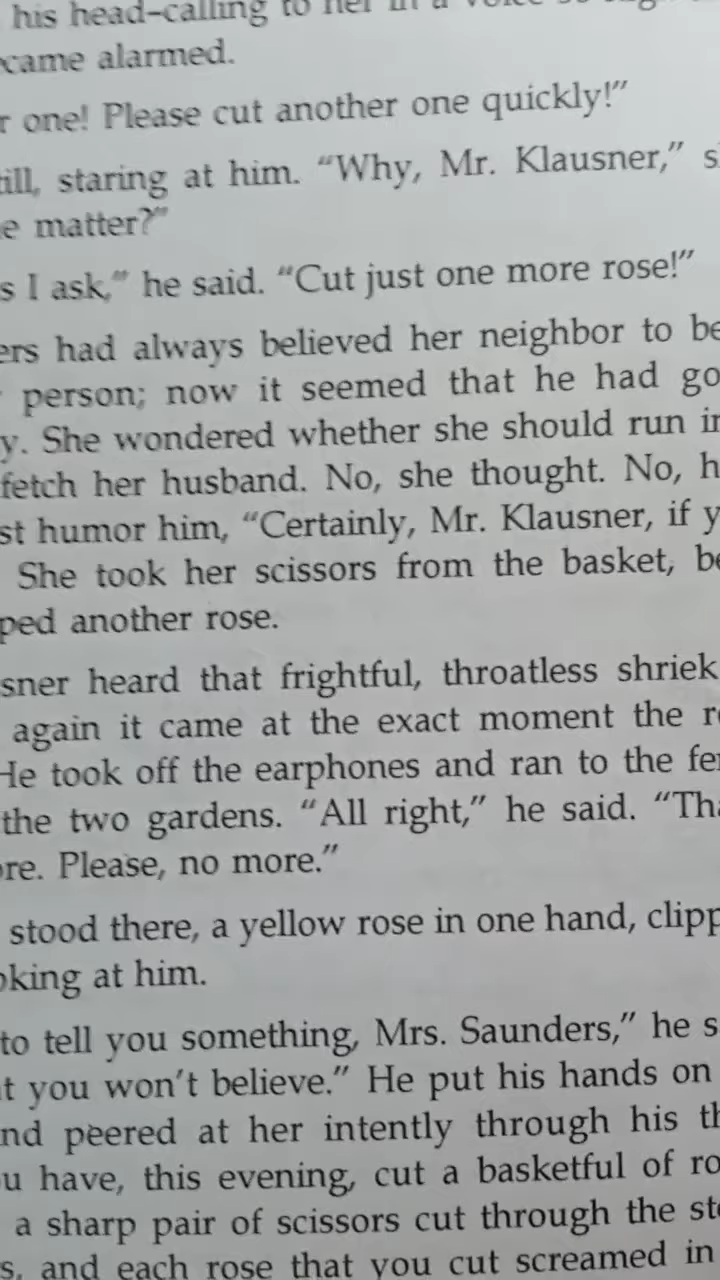 his head–calling to her in a voice so high
came alarmed.
r one! Please cut another one quickly!”
till, staring at him. “Why, Mr. Klausner,” s
e matter?”
s I ask,” he said. “Cut just one more rose!”
ers had always believed her neighbor to be
person; now it seemed that he had go
y. She wondered whether she should run in
fetch her husband. No, she thought. No, h
st humor him, “Certainly, Mr. Klausner, if y
She took her scissors from the basket, be
ped another rose.
sner heard that frightful, throatless shriek
again it came at the exact moment the r
He took off the earphones and ran to the fe
the two gardens. “All right,” he said. “Tha
ore. Please, no more.”
stood there, a yellow rose in one hand, clipp
oking at him.
to tell you something, Mrs. Saunders,” he s
t you won’t believe.” He put his hands on
nd peered at her intently through his th
u have, this evening, cut a basketful of ro
a sharp pair of scissors cut through the ste
s, and each rose that you cut screamed in